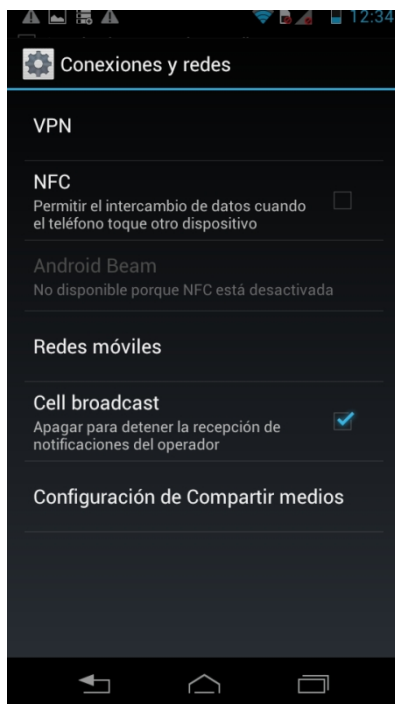 12:34
Conexiones y redes
VPN
NFC
Permitir el intercambio de datos cuando
el teléfono toque otro dispositivo
Android Beam
No disponible porque NFC está desactivada
Redes móviles
Cell broadcast
Apagar para detener la recepción de
notificaciones del operador
Configuración de Compartir medios